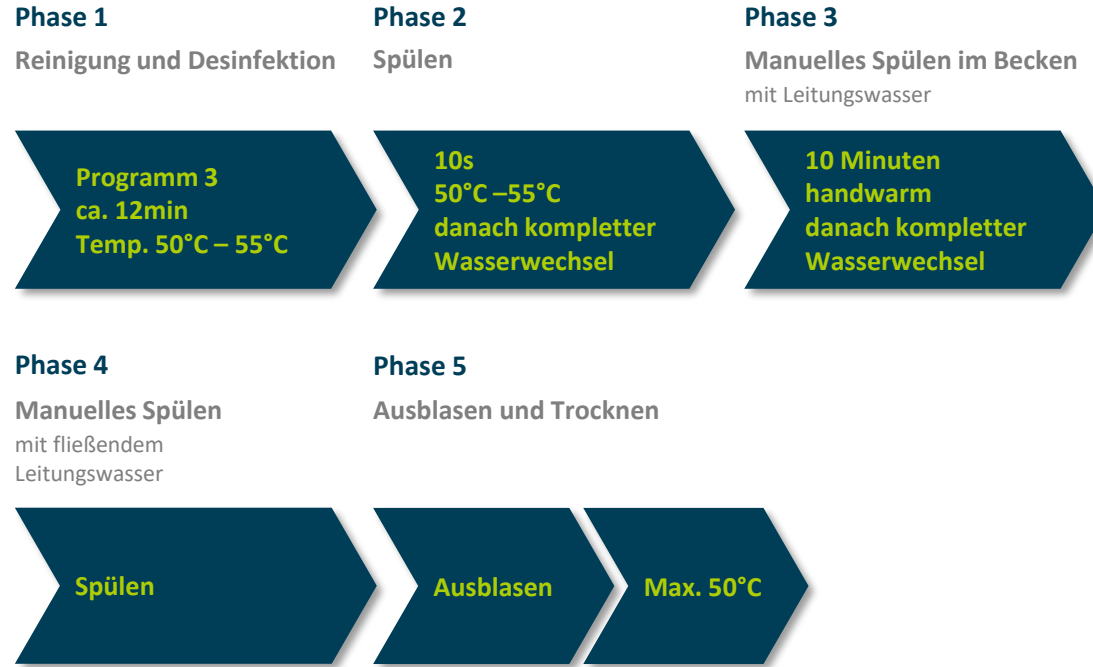 Phase 1
Reinigung und Desinfektion
Programm 3
ca. 12min
Temp. 50°C – 55°C
Phase 2
Spülen
10s
50°C –55°C
danach kompletter
Wasserwechsel
Phase 3
Manuelles Spülen im Becken
mit Leitungswasser
10 Minuten
handwarm
danach kompletter
Wasserwechsel
Phase 4
Manuelles Spülen
mit fließendem
Leitungswasser
Spülen
Phase 5
Ausblasen und Trocknen
Ausblasen
Max. 50°C